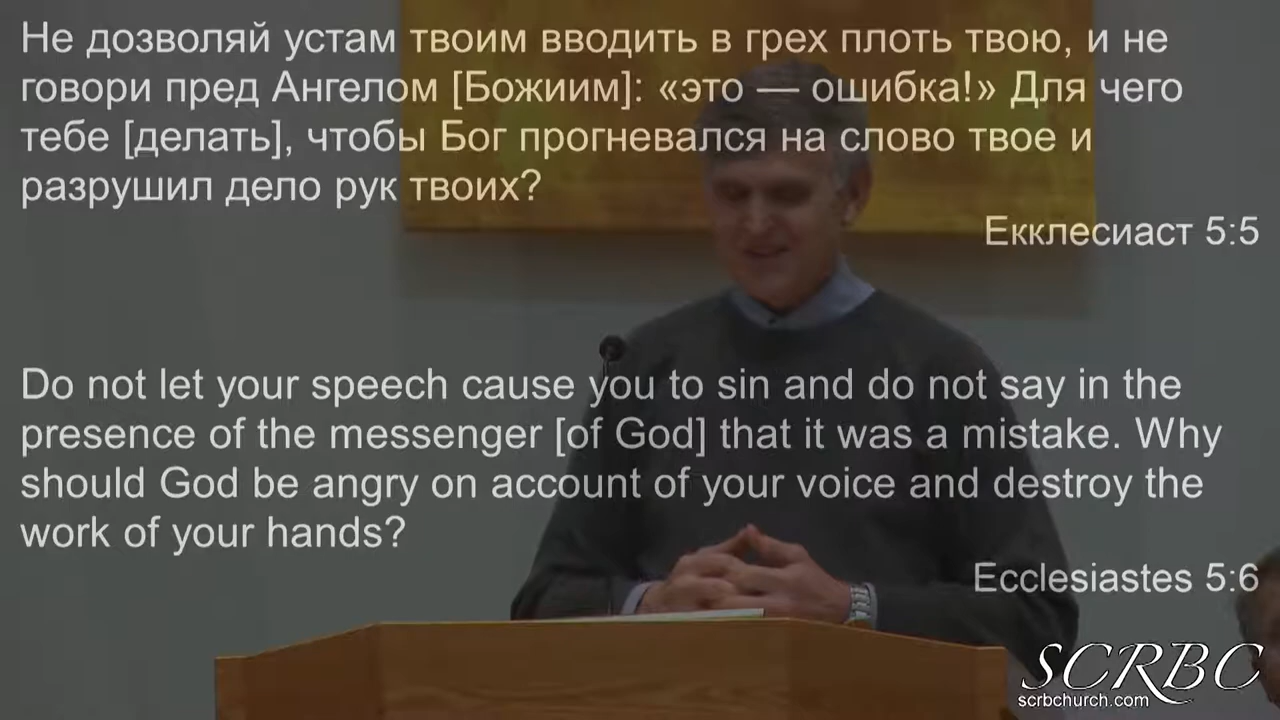 Не дозволяй устам твоим вводить в грех плоть твою, и не
говори пред Ангелом [Божиим]: «это — ошибка!» Для чего
тебе [делать], чтобы Бог прогневался на слово твое и
разрушил дело рук твоих?
Екклесиаст 5:5
Do not let your speech cause you to sin and do not say in the
presence of the messenger [of God] that it was a mistake. Why
should God be angry on account of your voice and destroy the
work of your hands?
Ecclesiastes 5:6
SCRBC
scrbchurch.com